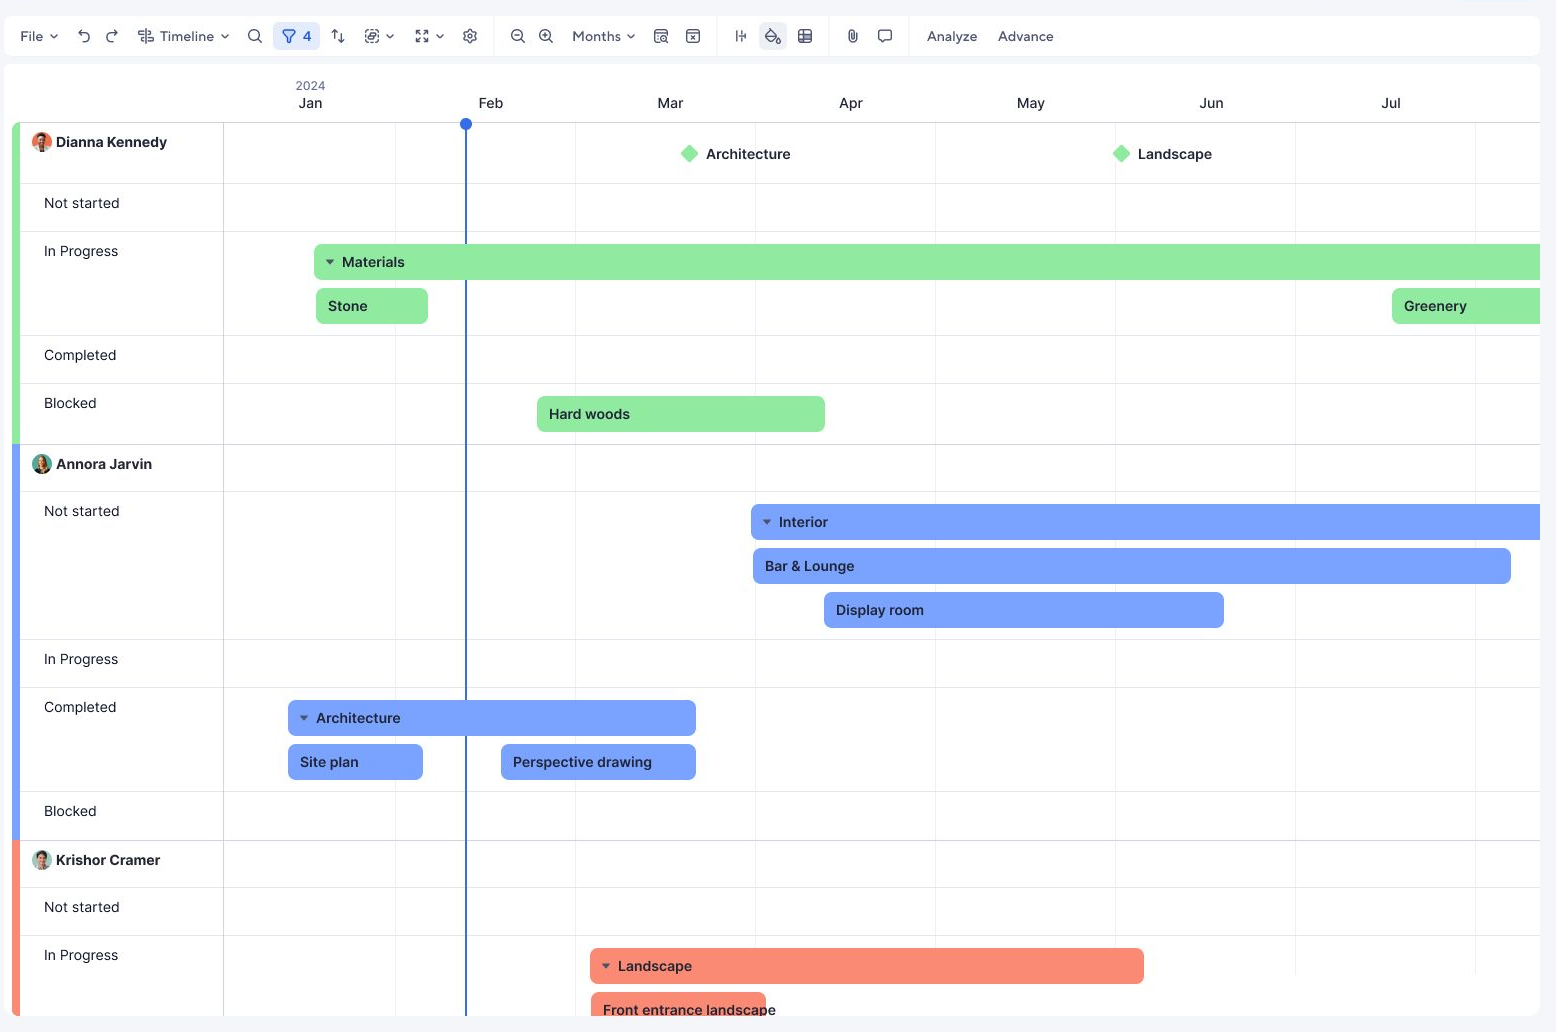 File Timeline 4 Months Analyze Advance
2024
Jan Feb Mar Apr May Jun Jul
Dianna Kennedy
Architecture Landscape
Not started
In Progress
Materials
Stone Greenery
Completed
Blocked
Hard woods
Annora Jarvin
Not started
Interior
Bar & Lounge
Display room
In Progress
Completed
Architecture
Site plan Perspective drawing
Blocked
Krishor Cramer
Not started
In Progress
Landscape
Front entrance landscape